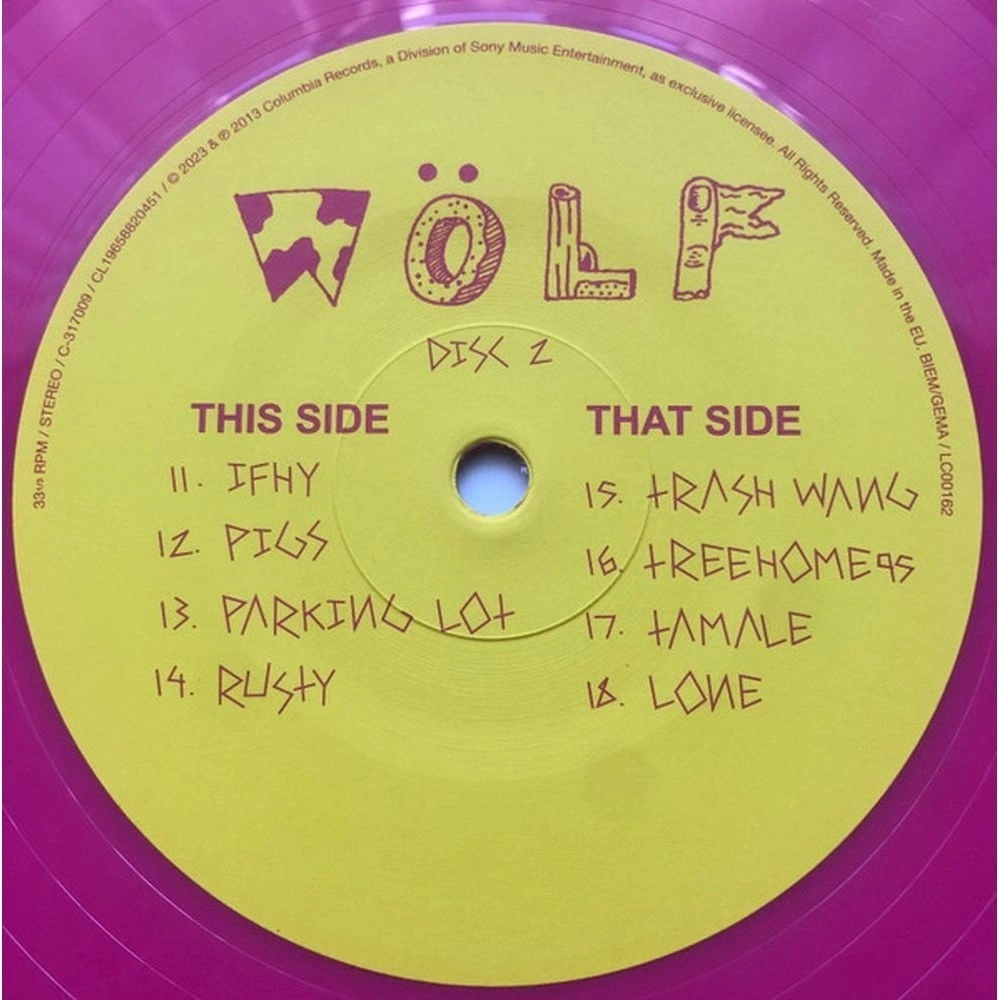 33⅓ RPM / STEREO / C-317009 / CL19658820451 / © 2023 & ℗ 2013 Columbia Records, a Division of Sony Music Entertainment, as exclusive licensee. All Rights Reserved. Made in the EU. BIEM/GEMA / LC00162
WÖLF
DISC 2
THIS SIDE
11. IFHY
12. PIGS
13. PARKING LOT
14. RUSTY
THAT SIDE
15. TRASH WANG
16. TREEHOME95
17. TAMALE
18. LONE